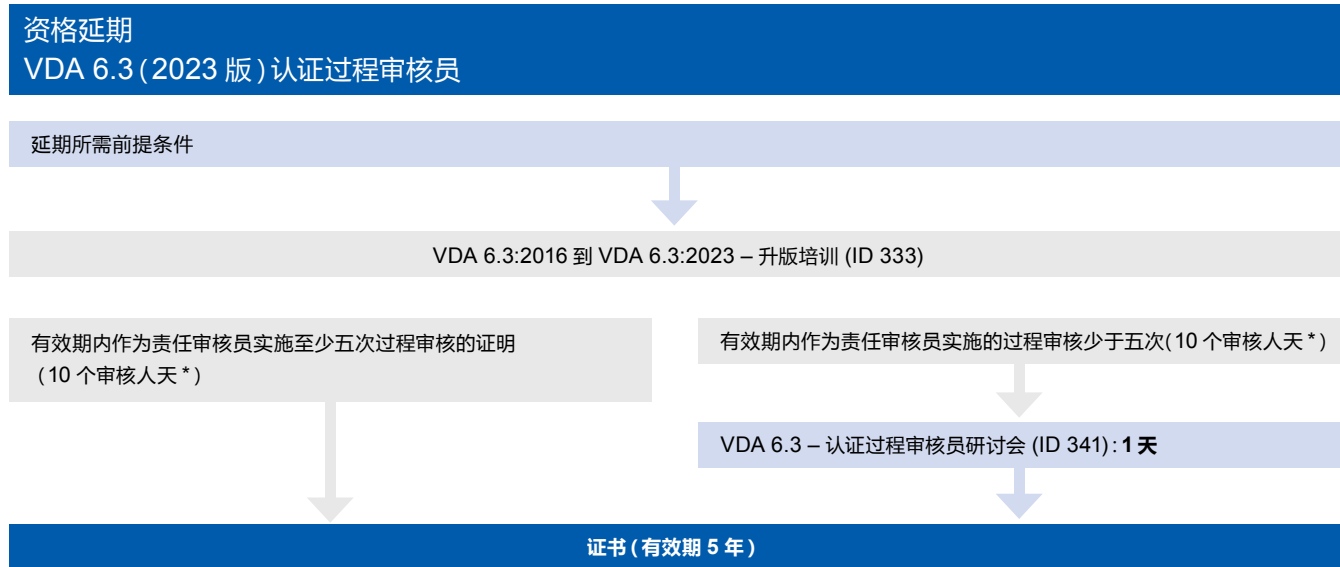 资格延期
VDA 6.3(2023 版)认证过程审核员
延期所需前提条件
VDA 6.3:2016 到 VDA 6.3:2023 – 升版培训 (ID 333)
有效期内作为责任审核员实施至少五次过程审核的证明
(10 个审核人天 *)
有效期内作为责任审核员实施的过程审核少于五次(10 个审核人天 *)
VDA 6.3 – 认证过程审核员研讨会 (ID 341):1 天
证书(有效期 5 年)